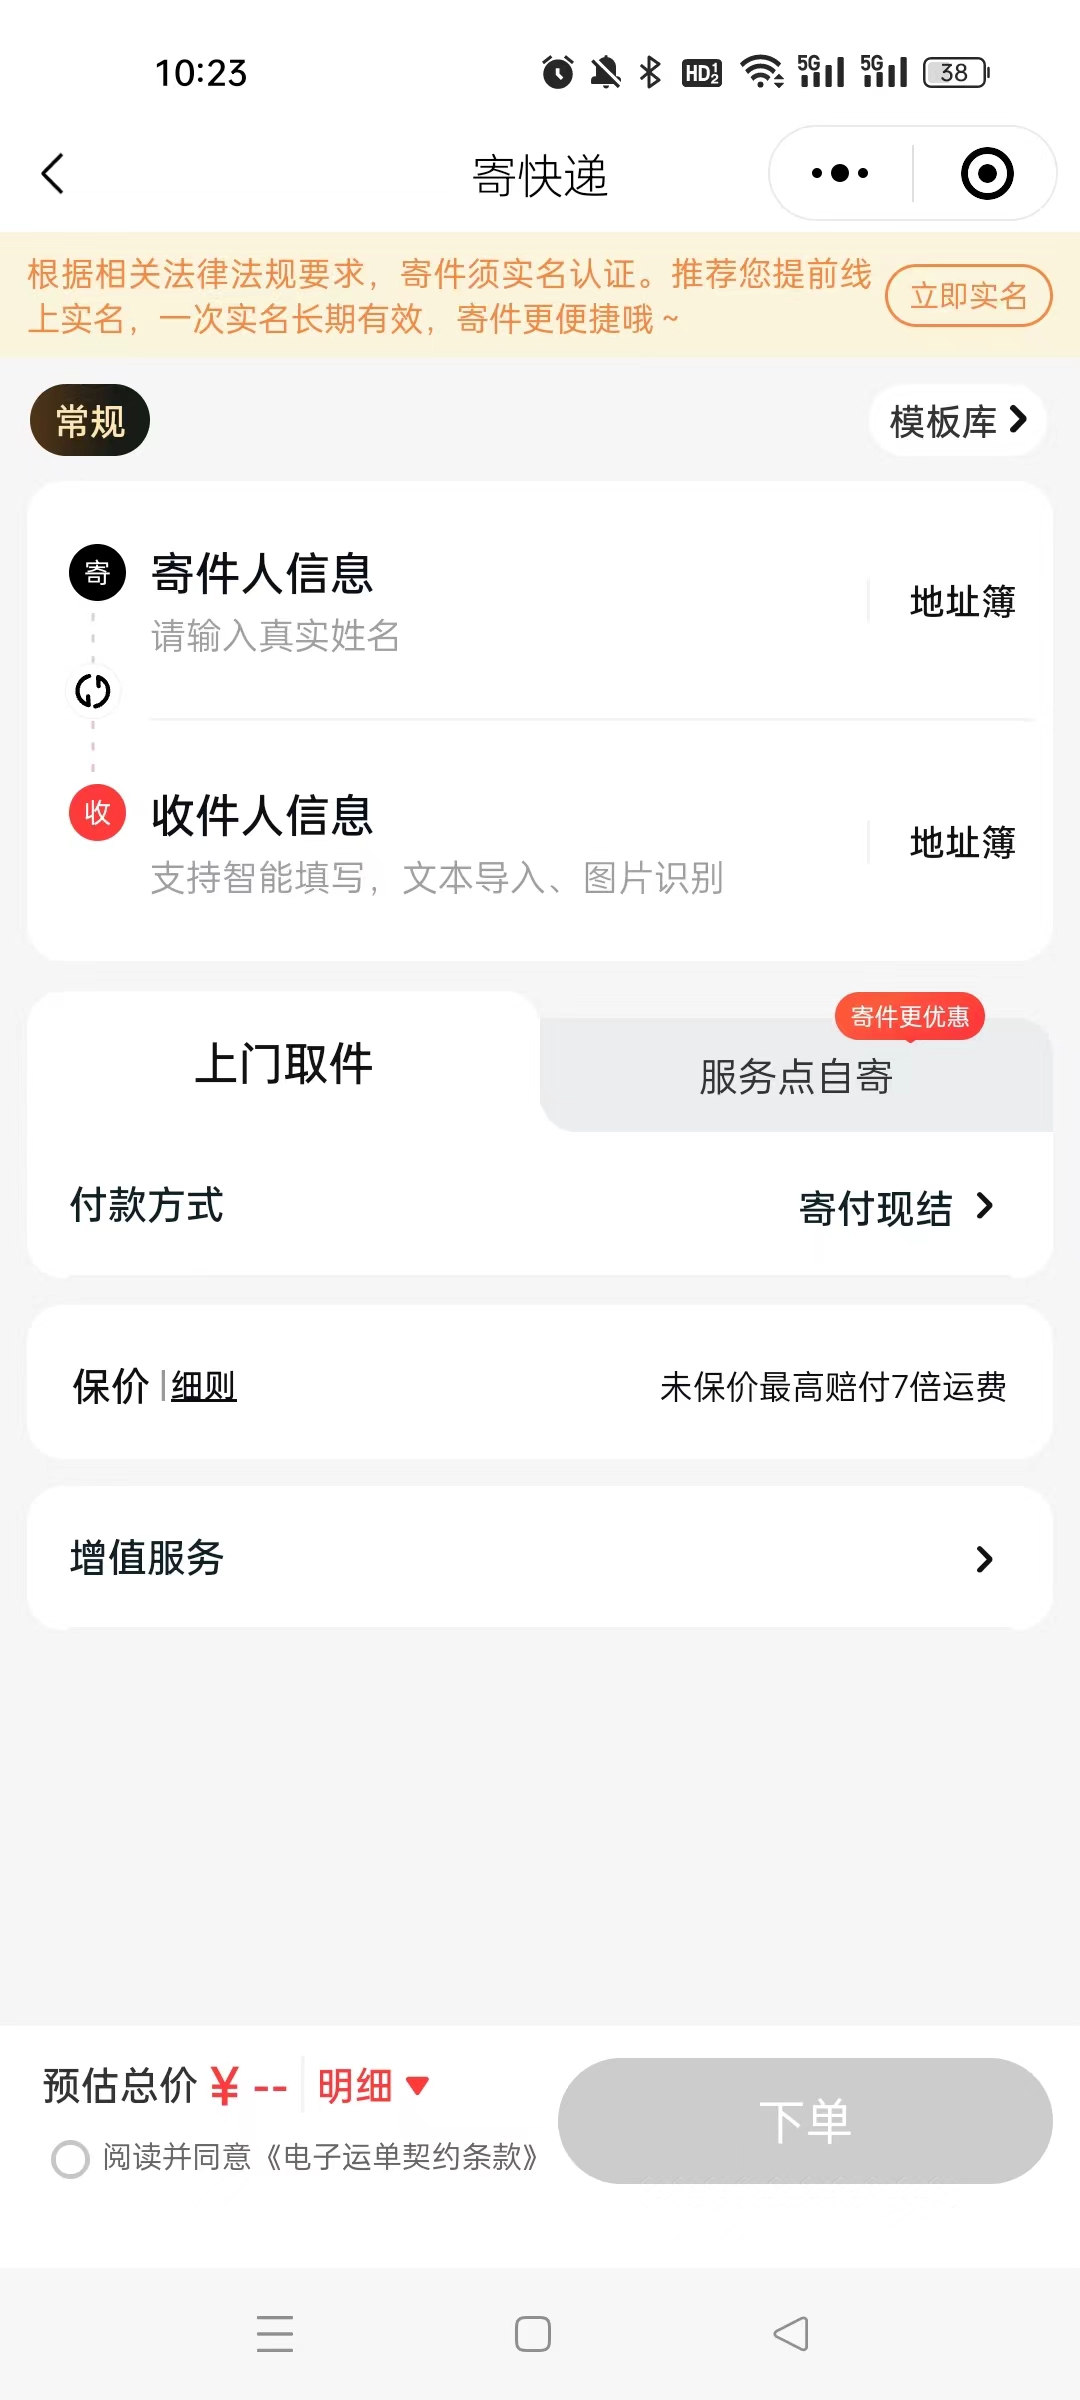 10:23
HD 1 2 5G 5G 38
寄快递
根据相关法律法规要求，寄件须实名认证。推荐您提前线
上实名，一次实名长期有效，寄件更便捷哦~
立即实名
常规
模板库
寄
寄件人信息
请输入真实姓名
地址簿
收
收件人信息
支持智能填写，文本导入、图片识别
地址簿
寄件更优惠
上门取件
服务点自寄
付款方式
寄付现结
保价
细则
未保价最高赔付7倍运费
增值服务
预估总价 ¥ -- 明细
下单
阅读并同意《电子运单契约条款》